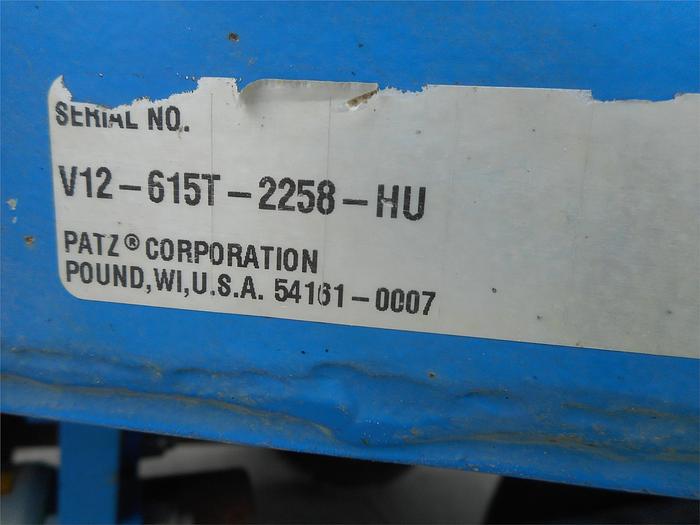 SERIAL NO.
V12-615T-2258-HU
PATZ® CORPORATION
POUND, WI, U.S.A. 54161-0007